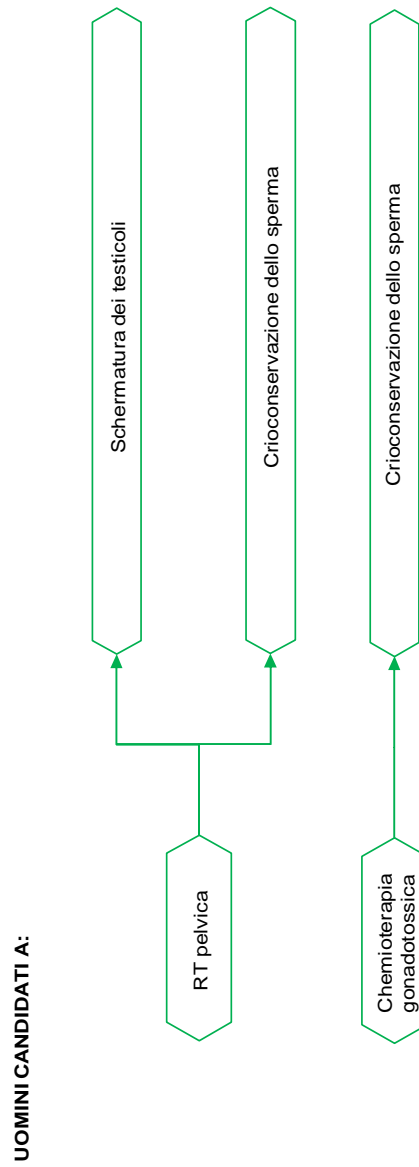 UOMINI CANDIDATI A:
RT pelvica
Schermatura dei testicoli
Crioconservazione dello sperma
Chemioterapia
gonadotossica
Crioconservazione dello sperma